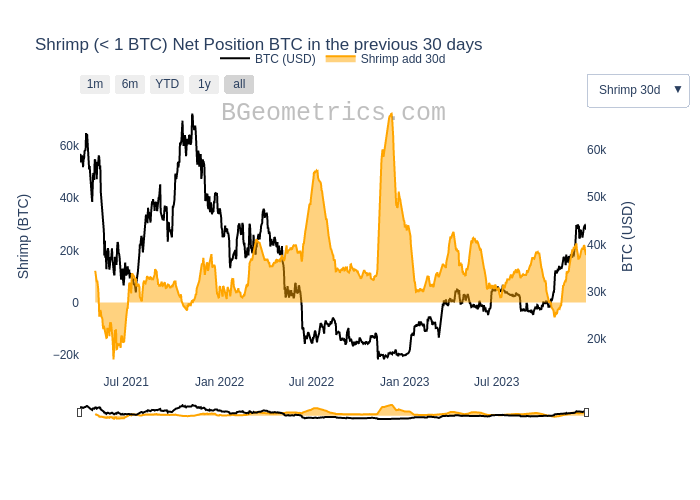 Shrimp (< 1 BTC) Net Position BTC in the previous 30 days
BTC (USD) Shrimp add 30d
1m 6m YTD 1y all
Shrimp 30d ▼
BGeometrics.com
60k
40k
20k
0
−20k
Shrimp (BTC)
60k
50k
40k
30k
20k
BTC (USD)
Jul 2021 Jan 2022 Jul 2022 Jan 2023 Jul 2023